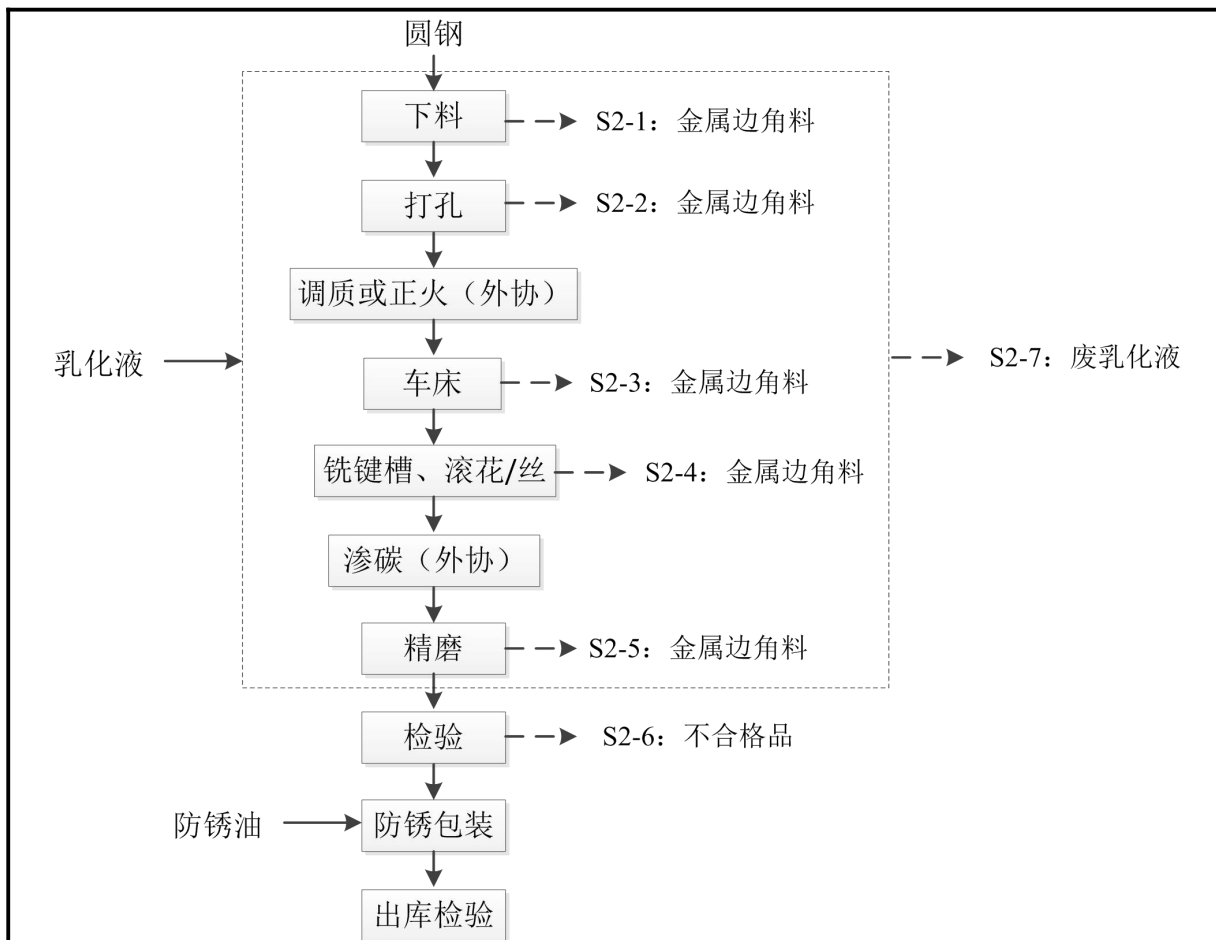 圆钢
下料
S2-1：金属边角料
打孔
S2-2：金属边角料
调质或正火（外协）
乳化液
S2-7：废乳化液
车床
S2-3：金属边角料
铣键槽、滚花/丝
S2-4：金属边角料
渗碳（外协）
精磨
S2-5：金属边角料
检验
S2-6：不合格品
防锈油
防锈包装
出库检验